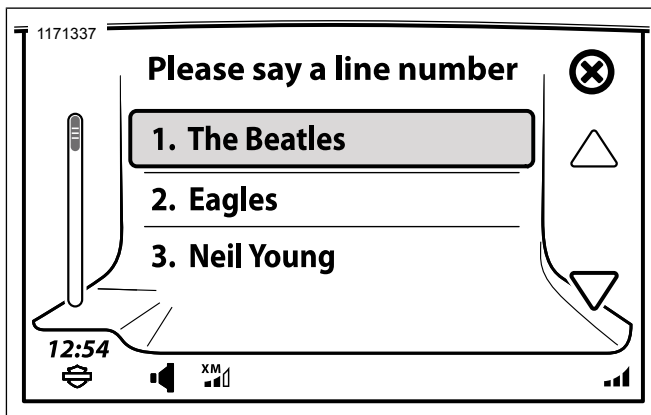 1171337
Please say a line number
1. The Beatles
2. Eagles
3. Neil Young
12:54
XM